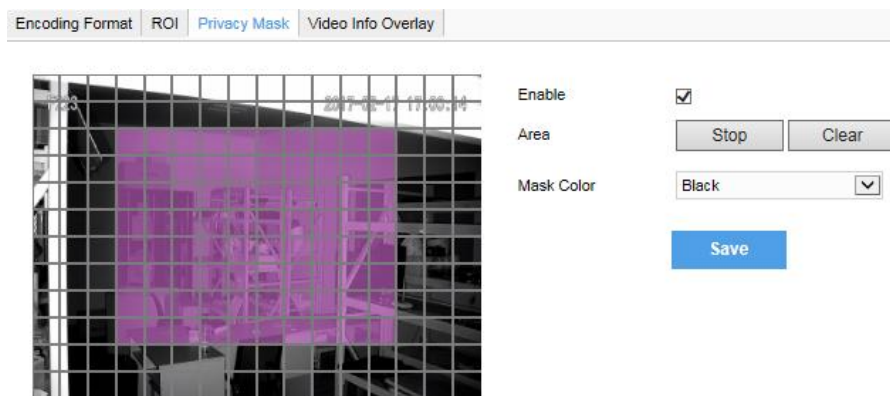 Encoding Format ROI Privacy Mask Video Info Overlay
Enable
Area Stop Clear
Mask Color Black
Save